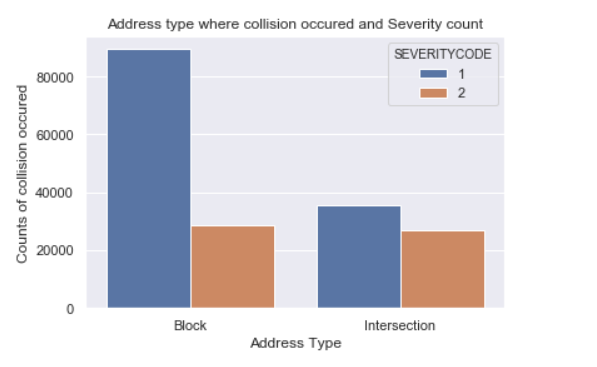 Address type where collision occured and Severity count
SEVERITYCODE
1
2
Counts of collision occured
80000
60000
40000
20000
0
Block
Intersection
Address Type